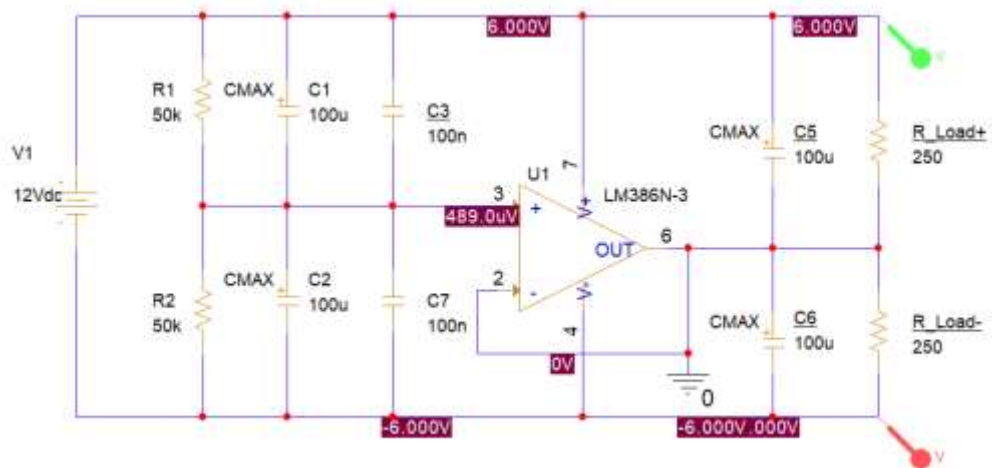 6.000V
6.000V
V
R1
50k
CMAX
C1
100u
C3
100n
CMAX
C5
100u
R_Load+
250
V1
12Vdc
U1
7
LM386N-3
V+
3
+
489.0uV
OUT
6
2
-
V-
4
R2
50k
CMAX
C2
100u
C7
100n
CMAX
C6
100u
R_Load-
250
0V
0
-6.000V
-6.000V.000V
V